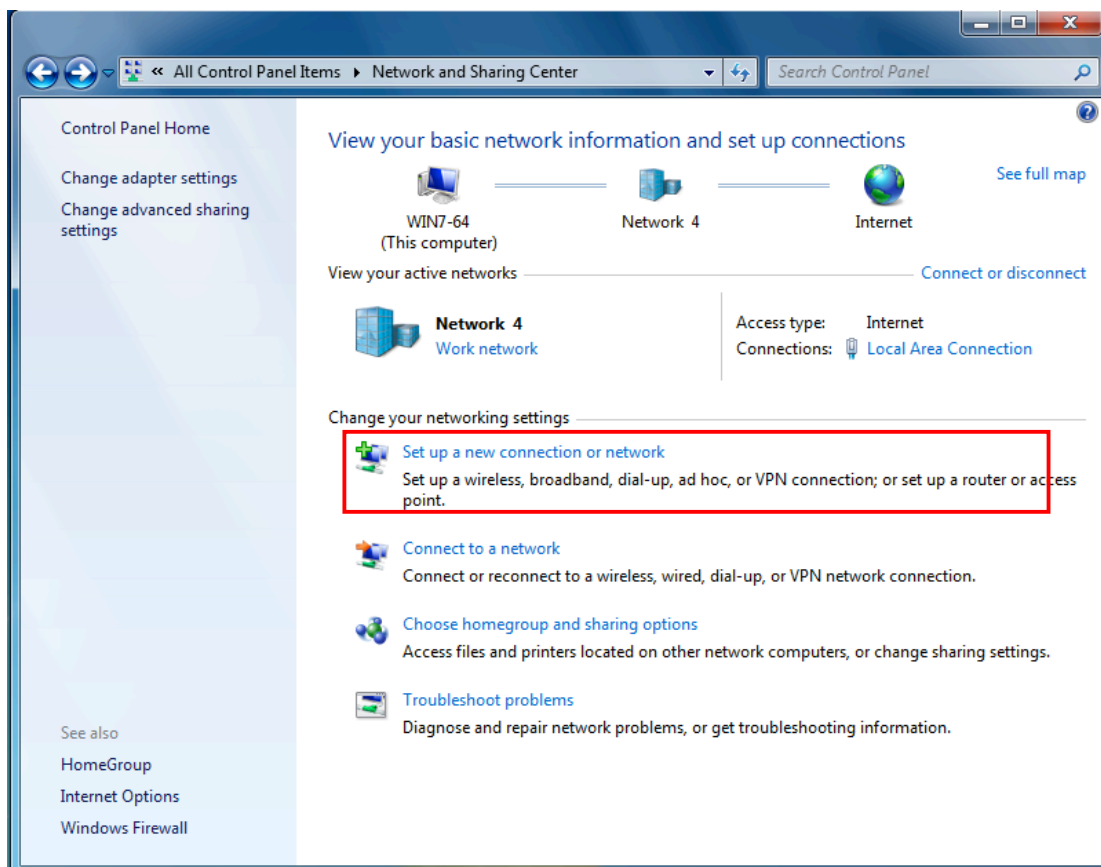 « All Control Panel Items ▸ Network and Sharing Center
Search Control Panel
Control Panel Home
Change adapter settings
Change advanced sharing
settings
View your basic network information and set up connections
See full map
WIN7-64
(This computer)
Network 4
Internet
View your active networks
Connect or disconnect
Network 4
Work network
Access type: Internet
Connections: Local Area Connection
Change your networking settings
Set up a new connection or network
Set up a wireless, broadband, dial-up, ad hoc, or VPN connection; or set up a router or access
point.
Connect to a network
Connect or reconnect to a wireless, wired, dial-up, or VPN network connection.
Choose homegroup and sharing options
Access files and printers located on other network computers, or change sharing settings.
Troubleshoot problems
Diagnose and repair network problems, or get troubleshooting information.
See also
HomeGroup
Internet Options
Windows Firewall